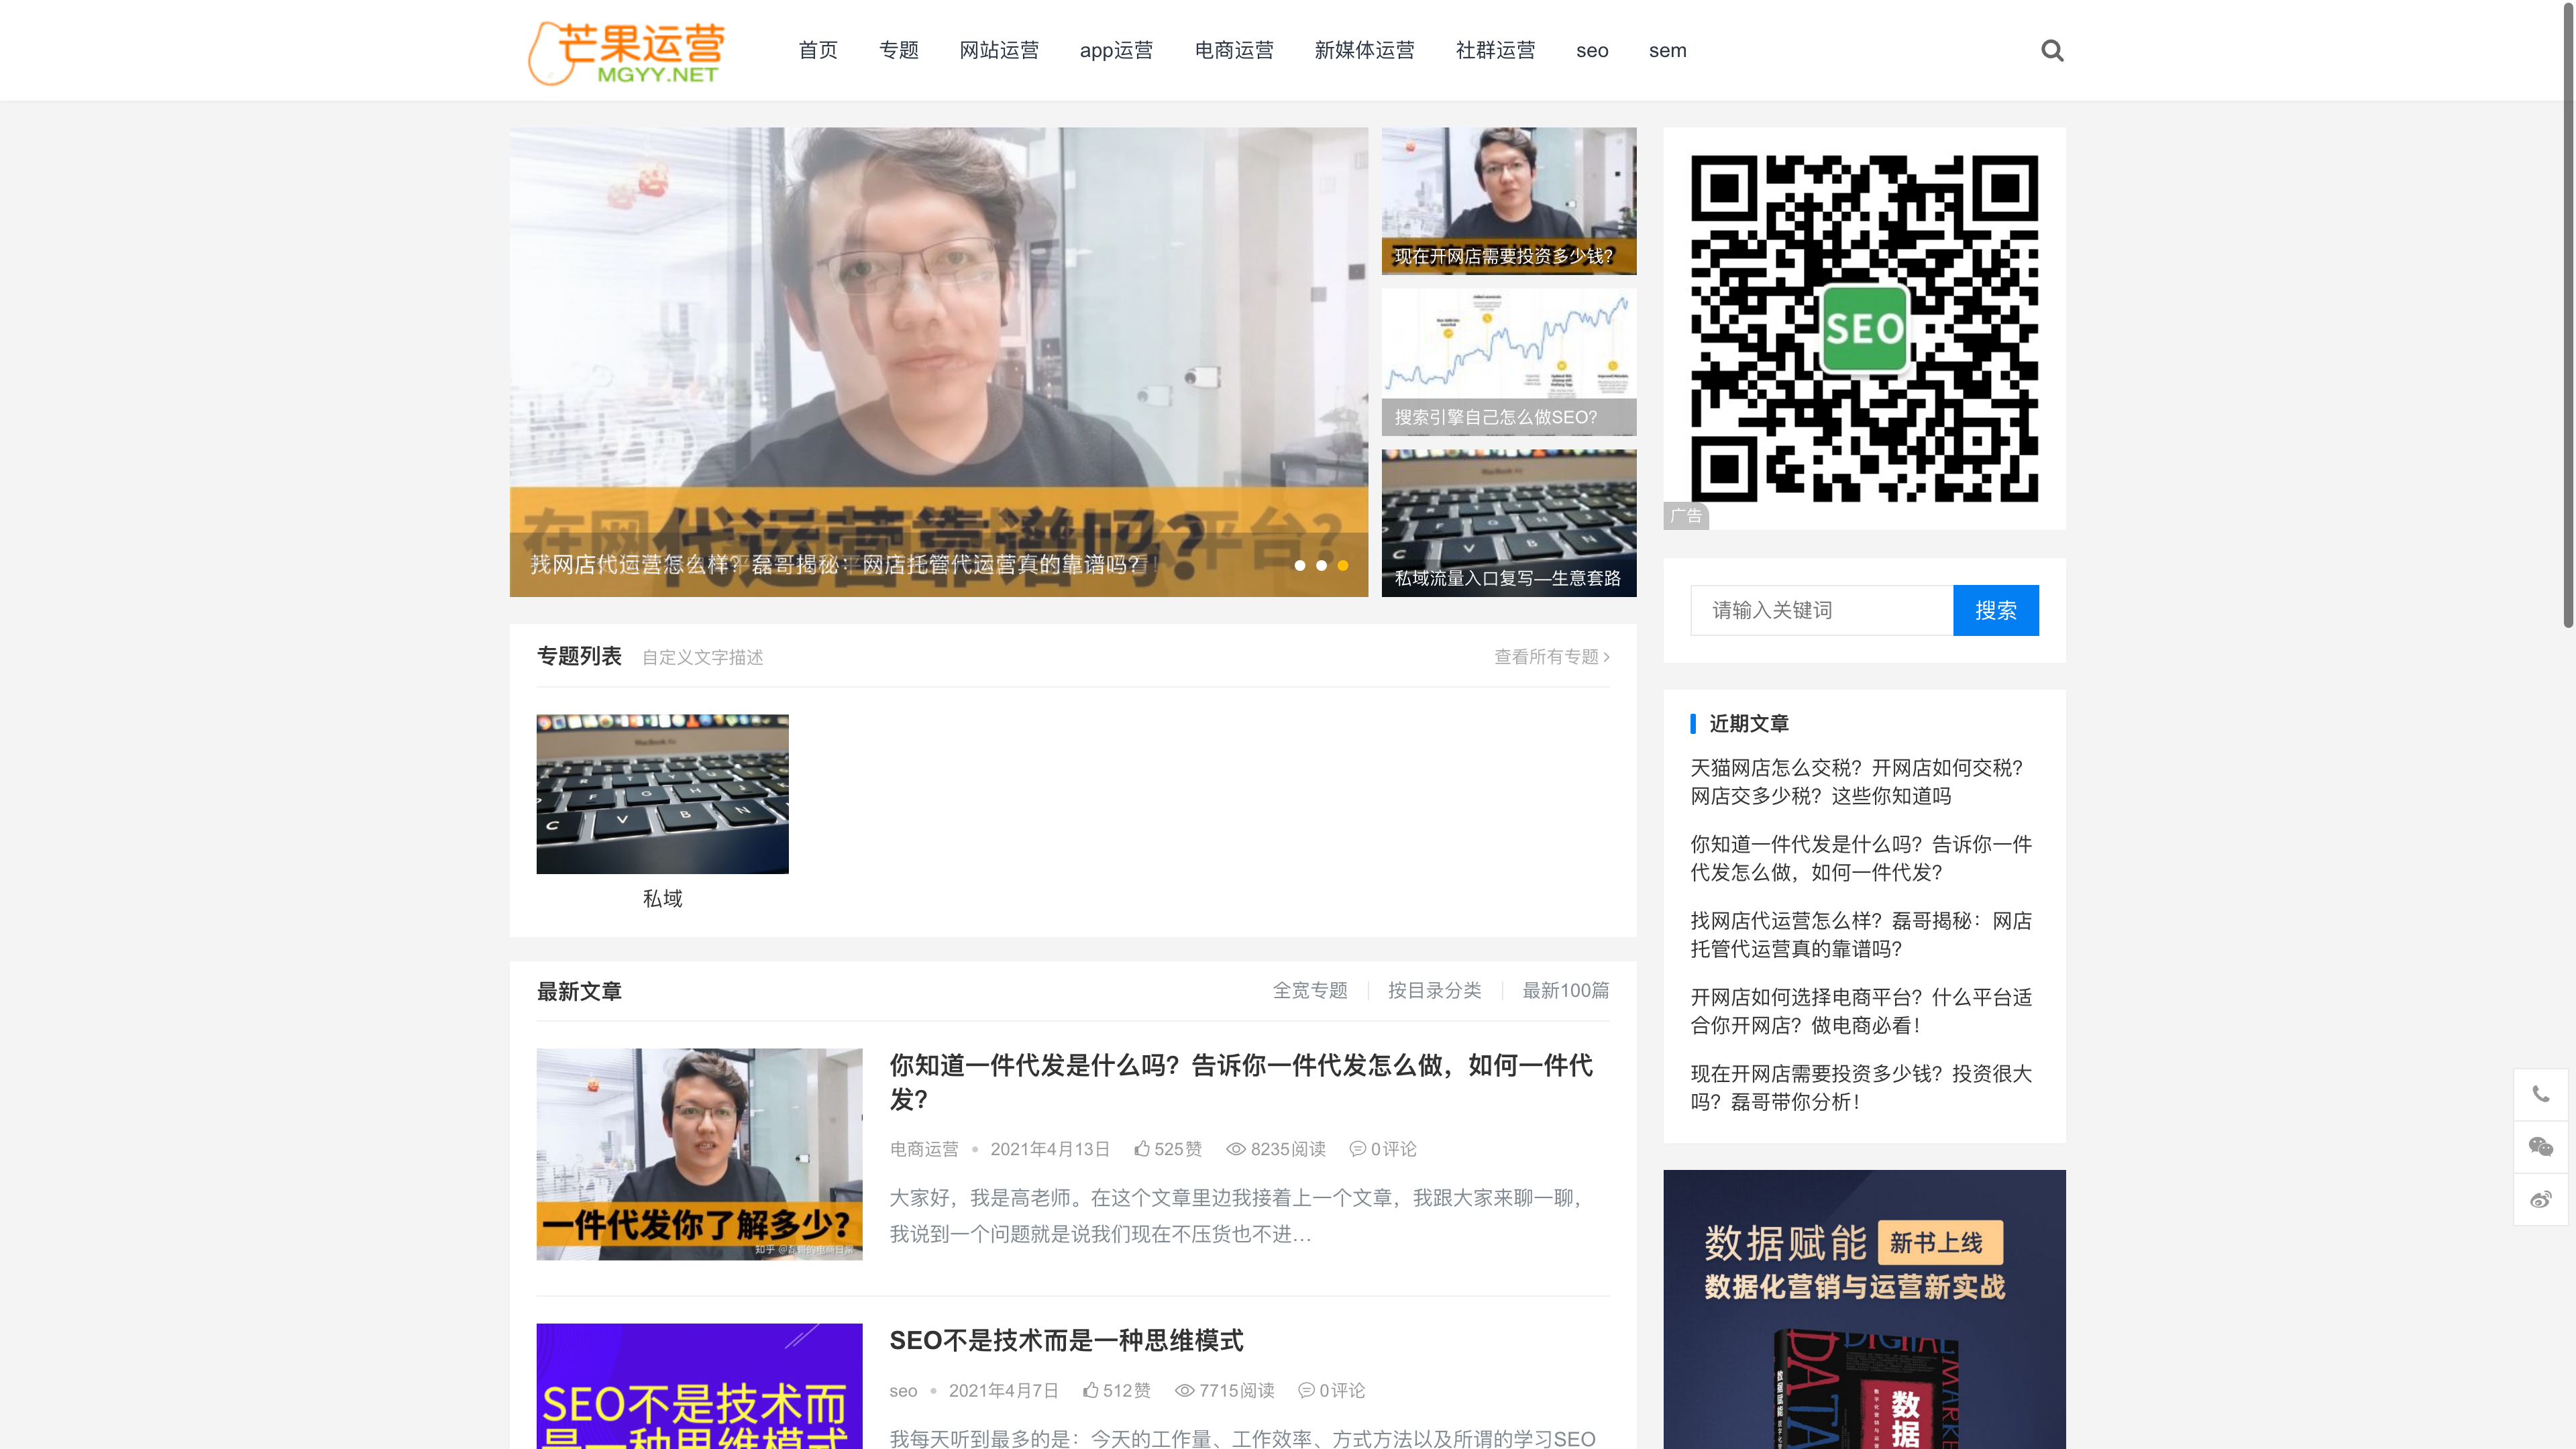 芒果运营
MGYY.NET
首页
专题
网站运营
app运营
电商运营
新媒体运营
社群运营
seo
sem
代运营靠谱吗？
找网店代运营怎么样？磊哥揭秘：网店托管代运营真的靠谱吗？
现在开网店需要投资多少钱？
搜索引擎自己怎么做SEO?
私域流量入口复写—生意套路
SEO
广告
请输入关键词
搜索
专题列表
自定义文字描述
查看所有专题
私域
近期文章
天猫网店怎么交税？开网店如何交税？
网店交多少税？这些你知道吗
你知道一件代发是什么吗？告诉你一件
代发怎么做，如何一件代发?
找网店代运营怎么样？磊哥揭秘：网店
托管代运营真的靠谱吗？
开网店如何选择电商平台？什么平台适
合你开网店？做电商必看！
现在开网店需要投资多少钱？投资很大
吗？磊哥带你分析！
最新文章
全宽专题
按目录分类
最新100篇
一件代发你了解多少？
知乎 @磊哥的电商日常
你知道一件代发是什么吗？告诉你一件代发怎么做，如何一件代
发?
电商运营
2021年4月13日
525赞
8235阅读
0评论
大家好，我是高老师。在这个文章里边我接着上一个文章，我跟大家来聊一聊，
我说到一个问题就是说我们现在不压货也不进…
SEO不是技术而
是一种思维模式
SEO不是技术而是一种思维模式
seo
2021年4月7日
512赞
7715阅读
0评论
我每天听到最多的是：今天的工作量、工作效率、方式方法以及所谓的学习SEO
数据赋能
新书上线
数据化营销与运营新实战
DIGITAL MARKE
DATA
数据